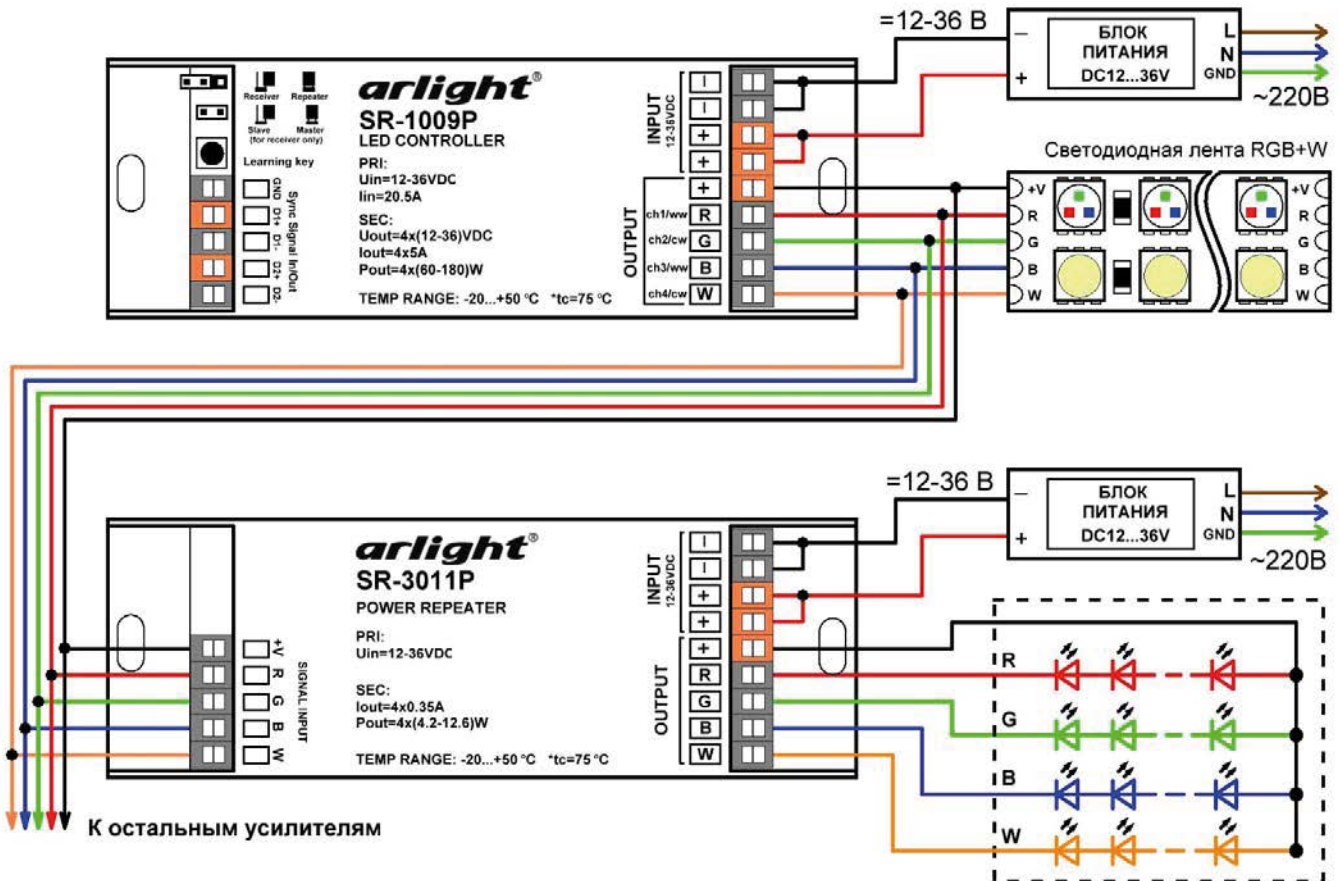 =12-36 В
–
+
БЛОК
ПИТАНИЯ
DC12...36V
L
N
GND
~220В
Receiver Repeater
Slave Master
(for receiver only)
Learning key
GND
D1+
D1-
D2+
D2-
Sync Signal In/Out
arlight®
SR-1009P
LED CONTROLLER
PRI:
Uin=12-36VDC
Iin=20.5A
SEC:
Uout=4x(12-36)VDC
Iout=4x5A
Pout=4x(60-180)W
TEMP RANGE: -20...+50 °C *tc=75 °C
INPUT
12-36VDC
–
–
+
+
OUTPUT
+
ch1/ww R
ch2/cw G
ch3/ww B
ch4/cw W
Светодиодная лента RGB+W
+V +V
R R
G G
B B
W W
=12-36 В
–
+
БЛОК
ПИТАНИЯ
DC12...36V
L
N
GND
~220В
+V
R
G
B
W
SIGNAL INPUT
arlight®
SR-3011P
POWER REPEATER
PRI:
Uin=12-36VDC
SEC:
Iout=4x0.35A
Pout=4x(4.2-12.6)W
TEMP RANGE: -20...+50 °C *tc=75 °C
INPUT
12-36VDC
–
–
+
+
OUTPUT
+
R
G
B
W
R
G
B
W
К остальным усилителям